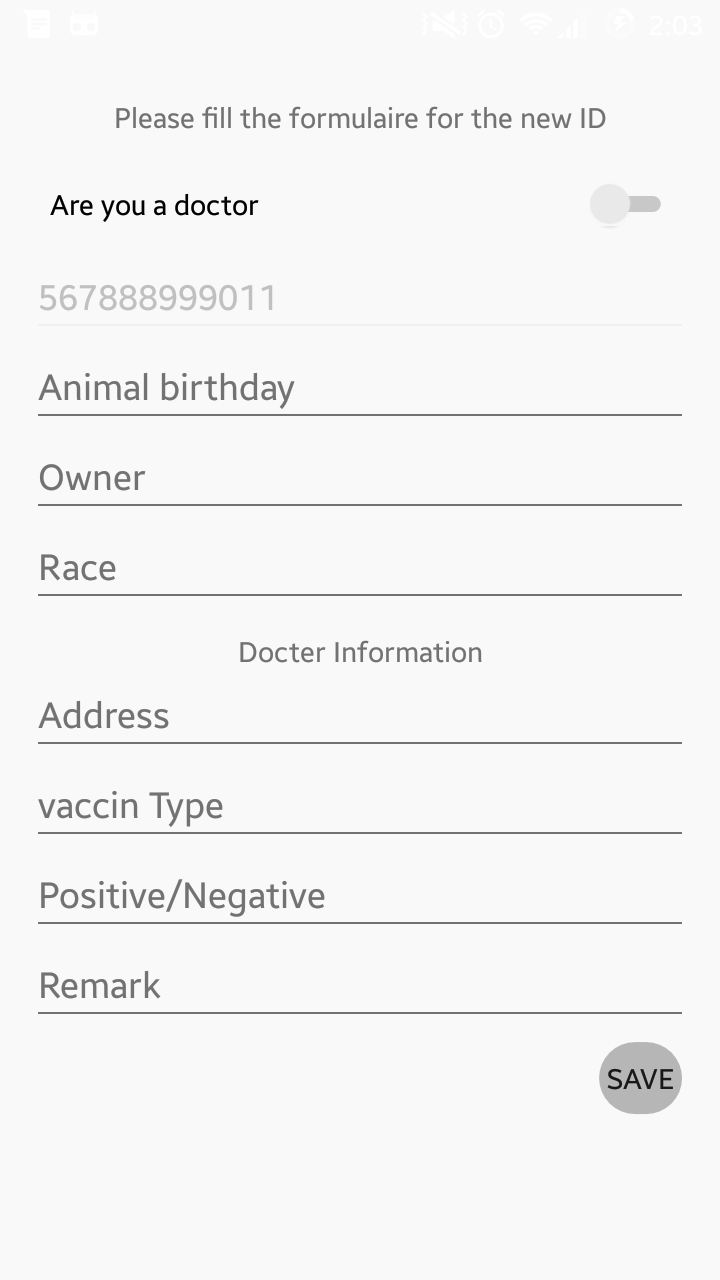 2:03
Please fill the formulaire for the new ID
Are you a doctor
567888999011
Animal birthday
Owner
Race
Docter Information
Address
vaccin Type
Positive/Negative
Remark
SAVE